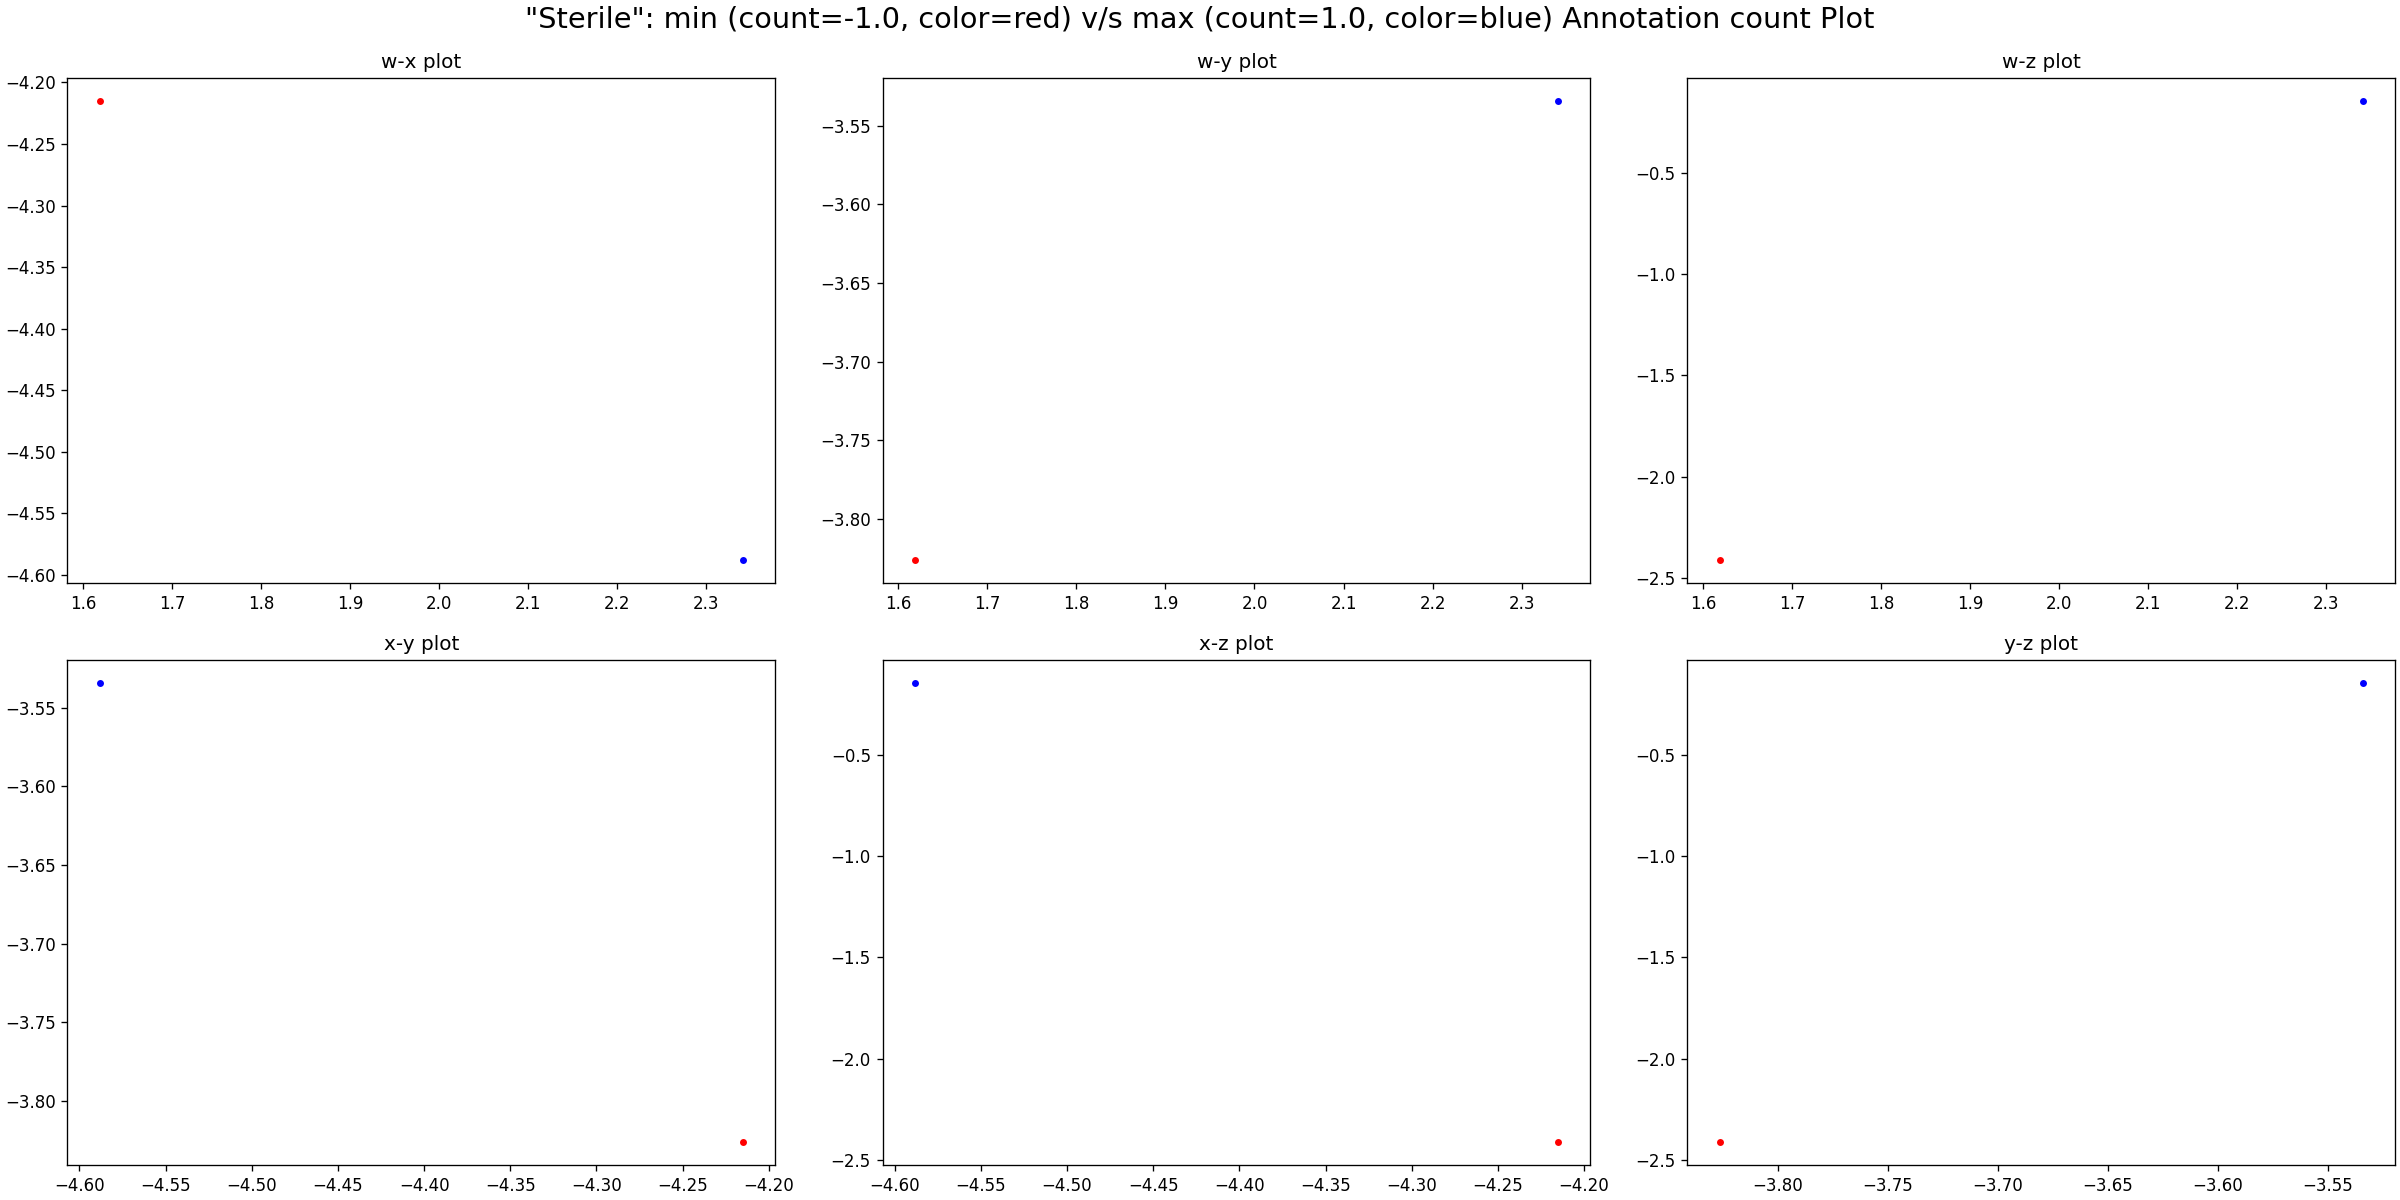 "Sterile": min (count=-1.0, color=red) v/s max (count=1.0, color=blue) Annotation count Plot
w-x plot
−4.20
−4.25
−4.30
−4.35
−4.40
−4.45
−4.50
−4.55
−4.60
1.6 1.7 1.8 1.9 2.0 2.1 2.2 2.3
w-y plot
−3.55
−3.60
−3.65
−3.70
−3.75
−3.80
1.6 1.7 1.8 1.9 2.0 2.1 2.2 2.3
w-z plot
−0.5
−1.0
−1.5
−2.0
−2.5
1.6 1.7 1.8 1.9 2.0 2.1 2.2 2.3
x-y plot
−3.55
−3.60
−3.65
−3.70
−3.75
−3.80
−4.60 −4.55 −4.50 −4.45 −4.40 −4.35 −4.30 −4.25 −4.20
x-z plot
−0.5
−1.0
−1.5
−2.0
−2.5
−4.60 −4.55 −4.50 −4.45 −4.40 −4.35 −4.30 −4.25 −4.20
y-z plot
−0.5
−1.0
−1.5
−2.0
−2.5
−3.80 −3.75 −3.70 −3.65 −3.60 −3.55